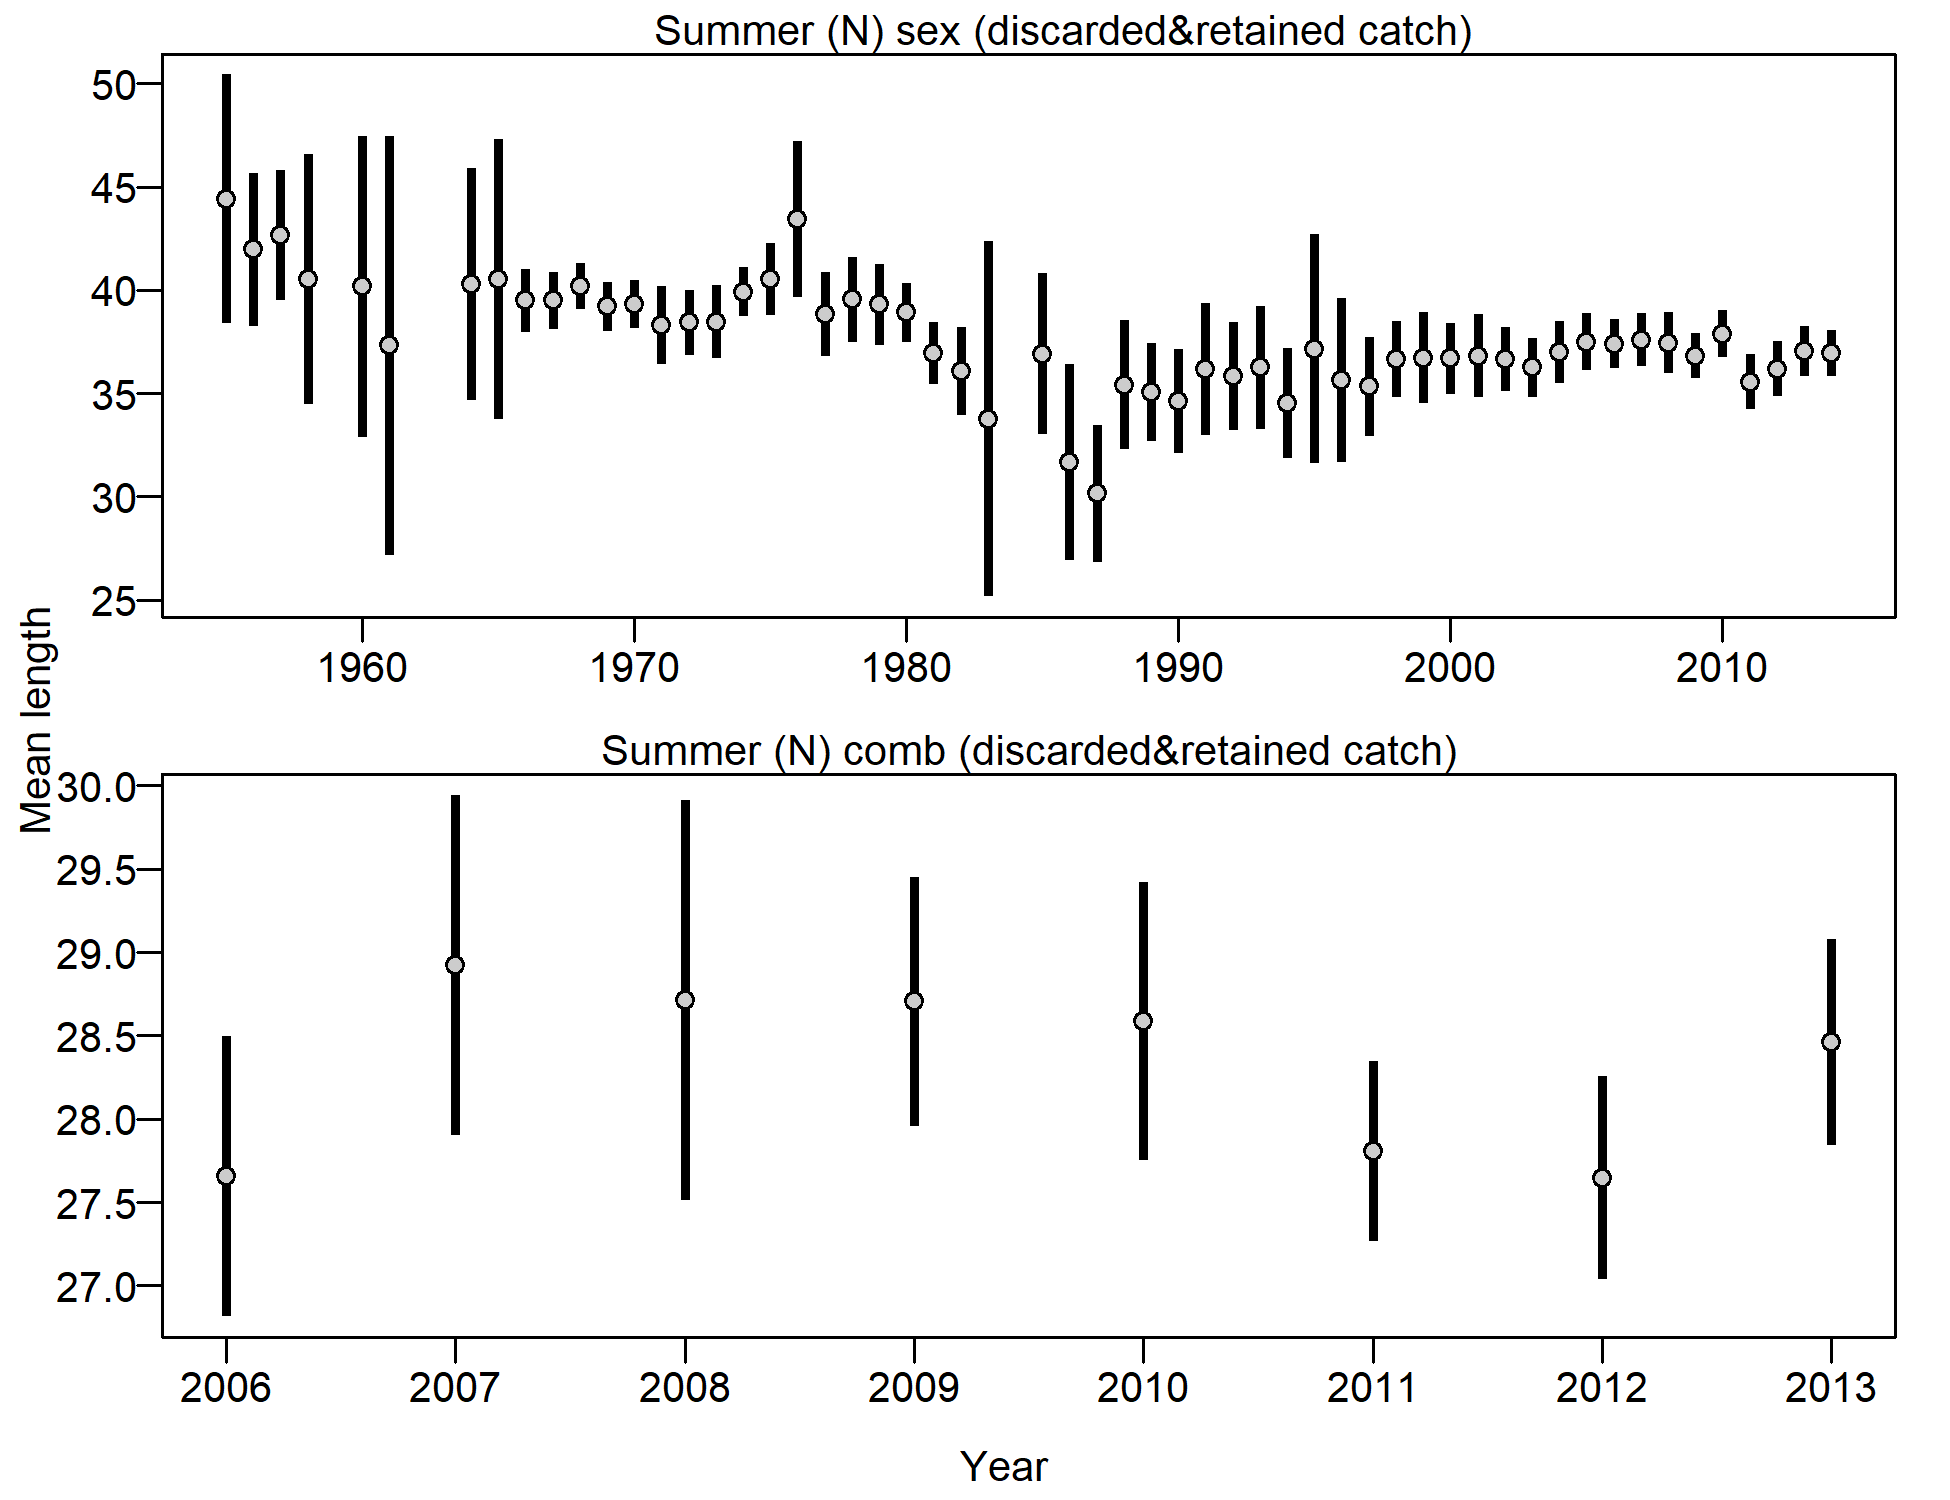 Summer (N) sex (discarded&retained catch)
50
45
40
35
30
25
1960 1970 1980 1990 2000 2010
Mean length
Summer (N) comb (discarded&retained catch)
30.0
29.5
29.0
28.5
28.0
27.5
27.0
2006 2007 2008 2009 2010 2011 2012 2013
Year